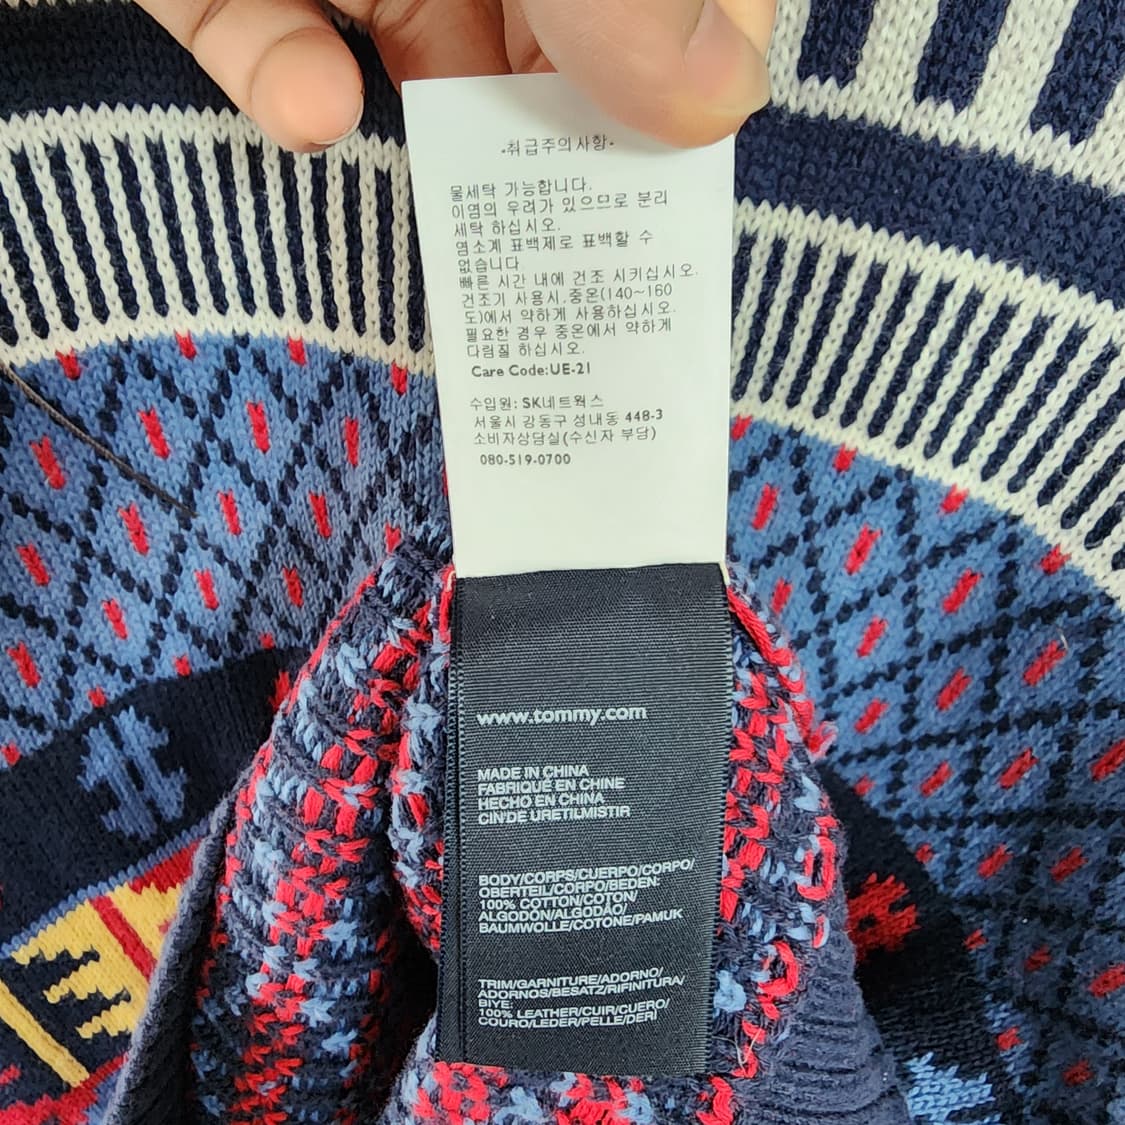 •취급주의사항•
물세탁 가능합니다.
이염의 우려가 있으므로 분리
세탁 하십시오.
염소계 표백제로 표백할 수
없습니다.
빠른 시간 내에 건조 시키십시오.
건조기 사용시,중온(140~160
도)에서 약하게 사용하십시오.
필요한 경우 중온에서 약하게
다림질 하십시오.
Care Code:UE-21
수입원: SK네트웍스
서울시 강동구 성내동 448-3
소비자상담실(수신자 부담)
080-519-0700
www.tommy.com
MADE IN CHINA
FABRIQUÉ EN CHINE
HECHO EN CHINA
CIN'DE URETILMISTIR
BODY/CORPS/CUERPO/CORPO/
OBERTEIL/CORPO/BEDEN:
100% COTTON/COTON/
ALGODÓN/ALGODÃO/
BAUMWOLLE/COTONE/PAMUK
TRIM/GARNITURE/ADORNO/
ADORNOS/BESATZ/RIFINITURA/
BIYE:
100% LEATHER/CUIR/CUERO/
COURO/LEDER/PELLE/DERİ